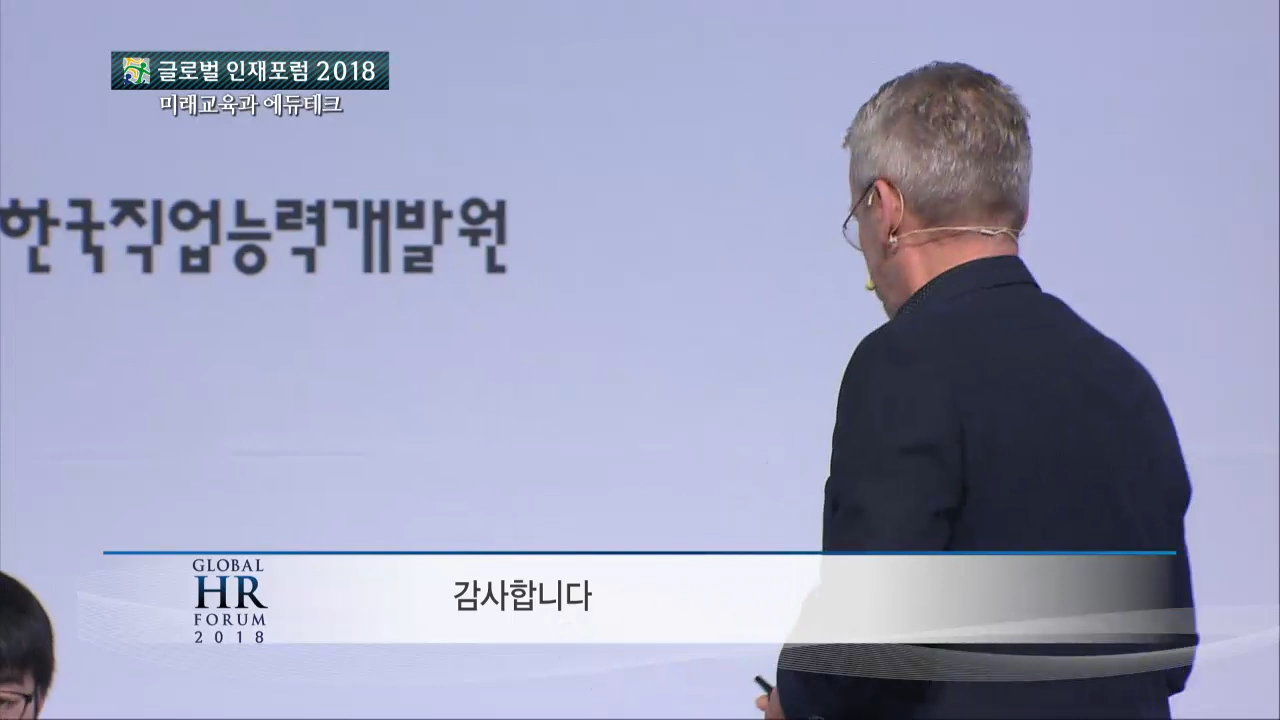 글로벌 인재포럼 2018
미래교육과 에듀테크
한국직업능력개발원
GLOBAL
HR
FORUM
2018
감사합니다